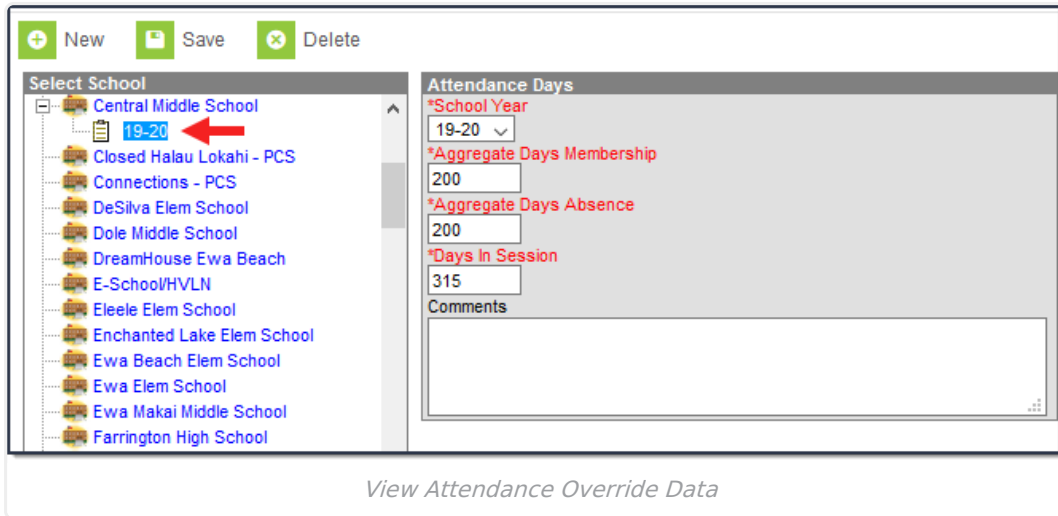 New Save Delete
Select School
Central Middle School
19-20
Closed Halau Lokahi - PCS
Connections - PCS
DeSilva Elem School
Dole Middle School
DreamHouse Ewa Beach
E-School/HVLN
Eleele Elem School
Enchanted Lake Elem School
Ewa Beach Elem School
Ewa Elem School
Ewa Makai Middle School
Farrington High School
Attendance Days
*School Year
19-20
*Aggregate Days Membership
200
*Aggregate Days Absence
200
*Days In Session
315
Comments
View Attendance Override Data